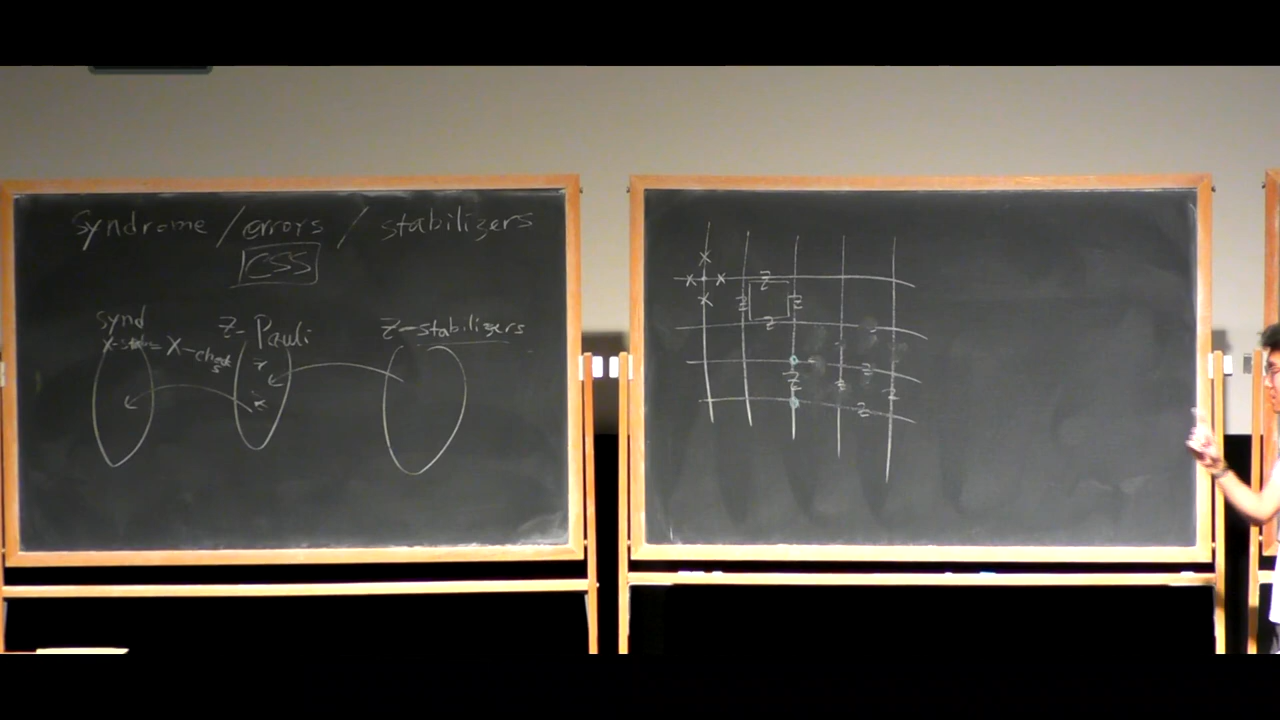 Syndrome / errors / stabilizers
CSS
synd
Z-Pauli
Z-stabilizers
X-checks
X
X X
X
Z
Z Z
Z
Z
Z
Z
Z
Z
Z